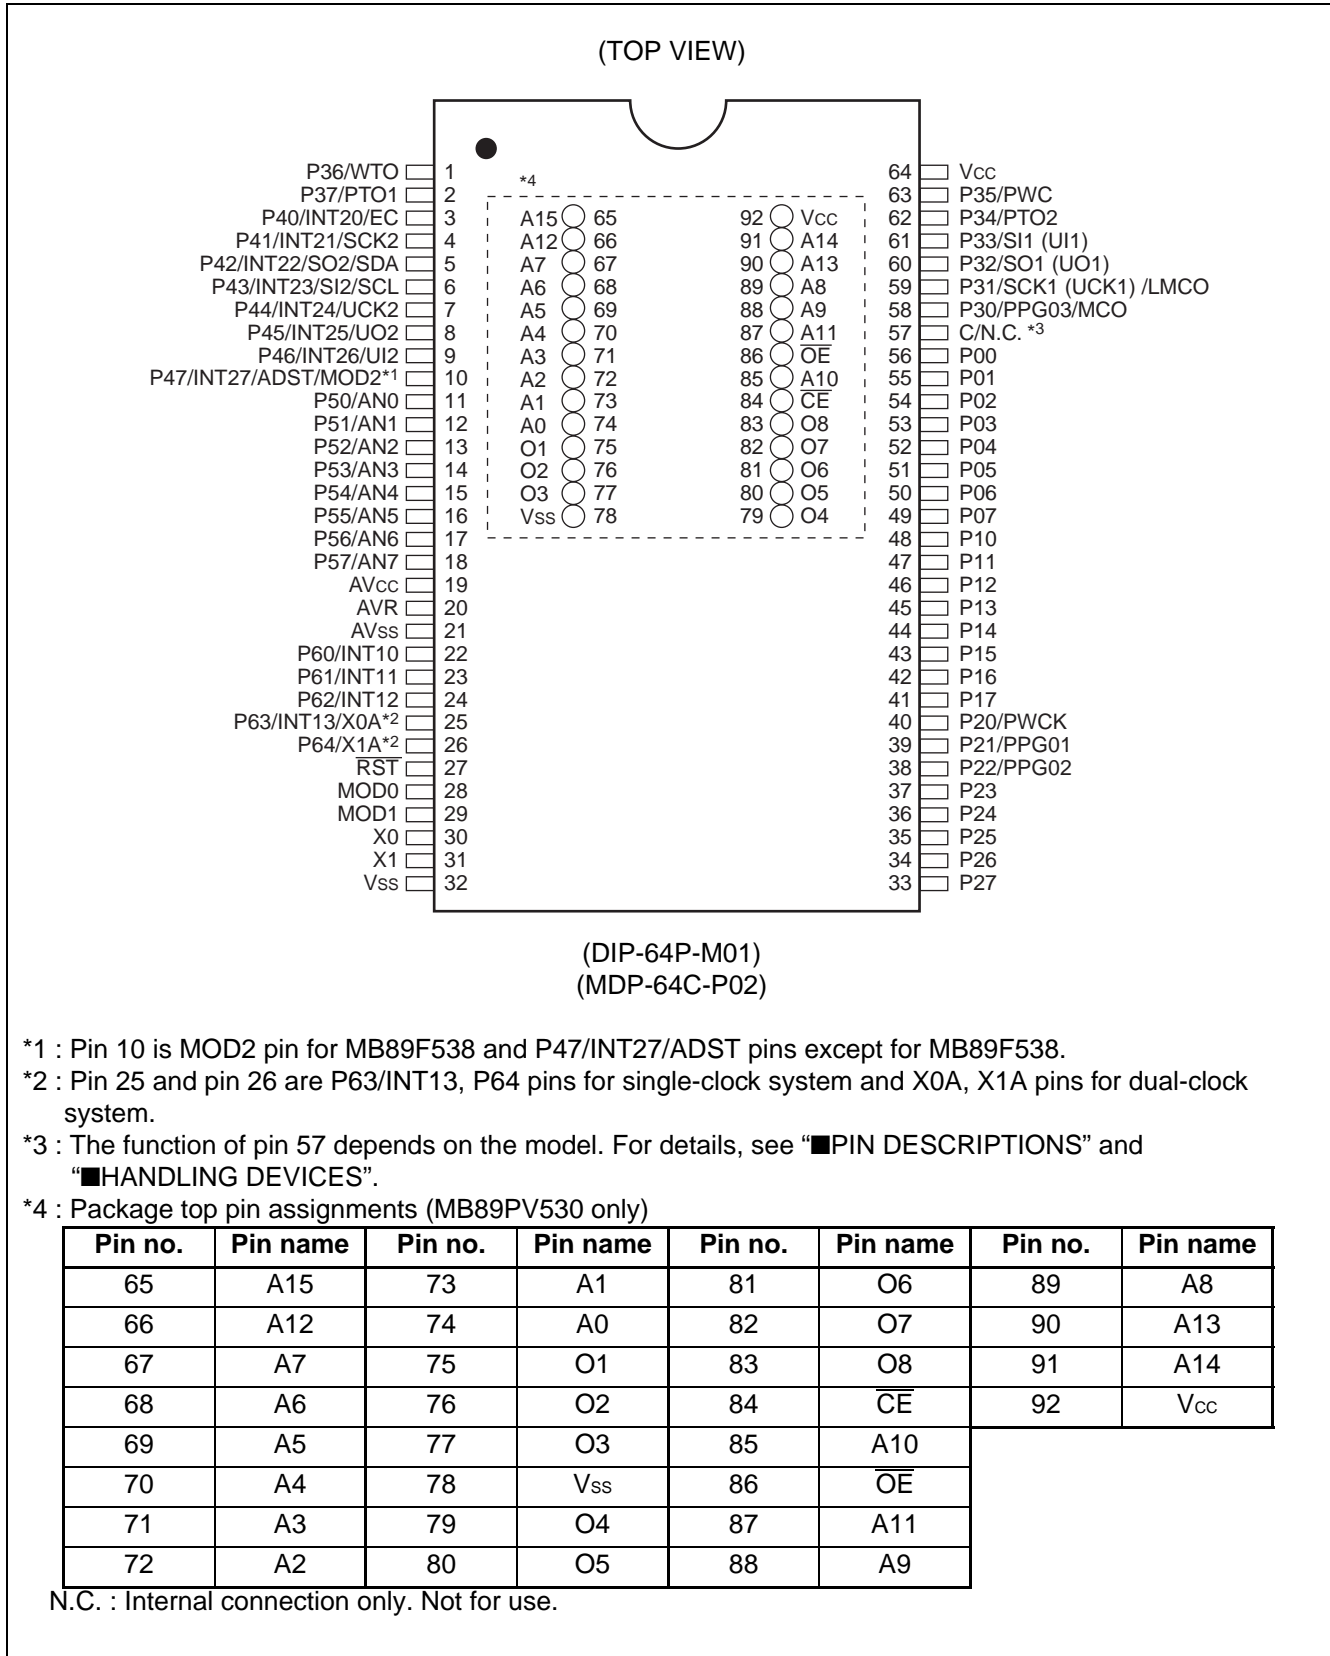 (TOP VIEW)
P36/WTO 1 64 Vcc
P37/PTO1 2 *4 63 P35/PWC
P40/INT20/EC 3 A15 65 92 Vcc 62 P34/PTO2
P41/INT21/SCK2 4 A12 66 91 A14 61 P33/SI1 (UI1)
P42/INT22/SO2/SDA 5 A7 67 90 A13 60 P32/SO1 (UO1)
P43/INT23/SI2/SCL 6 A6 68 89 A8 59 P31/SCK1 (UCK1) /LMCO
P44/INT24/UCK2 7 A5 69 88 A9 58 P30/PPG03/MCO
P45/INT25/UO2 8 A4 70 87 A11 57 C/N.C. *3
P46/INT26/UI2 9 A3 71 86 O̅E̅ 56 P00
P47/INT27/ADST/MOD2*1 10 A2 72 85 A10 55 P01
P50/AN0 11 A1 73 84 C̅E̅ 54 P02
P51/AN1 12 A0 74 83 O8 53 P03
P52/AN2 13 O1 75 82 O7 52 P04
P53/AN3 14 O2 76 81 O6 51 P05
P54/AN4 15 O3 77 80 O5 50 P06
P55/AN5 16 Vss 78 79 O4 49 P07
P56/AN6 17 48 P10
P57/AN7 18 47 P11
AVcc 19 46 P12
AVR 20 45 P13
AVss 21 44 P14
P60/INT10 22 43 P15
P61/INT11 23 42 P16
P62/INT12 24 41 P17
P63/INT13/X0A*2 25 40 P20/PWCK
P64/X1A*2 26 39 P21/PPG01
R̅S̅T̅ 27 38 P22/PPG02
MOD0 28 37 P23
MOD1 29 36 P24
X0 30 35 P25
X1 31 34 P26
Vss 32 33 P27
(DIP-64P-M01)
(MDP-64C-P02)
*1 : Pin 10 is MOD2 pin for MB89F538 and P47/INT27/ADST pins except for MB89F538.
*2 : Pin 25 and pin 26 are P63/INT13, P64 pins for single-clock system and X0A, X1A pins for dual-clock
system.
*3 : The function of pin 57 depends on the model. For details, see “■PIN DESCRIPTIONS” and
“■HANDLING DEVICES”.
*4 : Package top pin assignments (MB89PV530 only)
Pin no. Pin name Pin no. Pin name Pin no. Pin name Pin no. Pin name
65 A15 73 A1 81 O6 89 A8
66 A12 74 A0 82 O7 90 A13
67 A7 75 O1 83 O8 91 A14
68 A6 76 O2 84 C̅E̅ 92 Vcc
69 A5 77 O3 85 A10
70 A4 78 Vss 86 O̅E̅
71 A3 79 O4 87 A11
72 A2 80 O5 88 A9
N.C. : Internal connection only. Not for use.